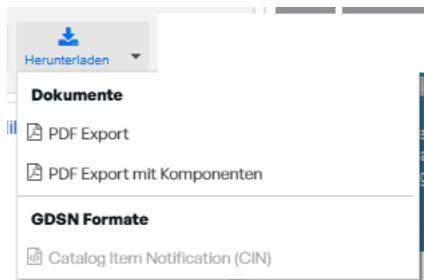 Herunterladen
Dokumente
PDF Export
PDF Export mit Komponenten
GDSN Formate
Catalog Item Notification (CIN)